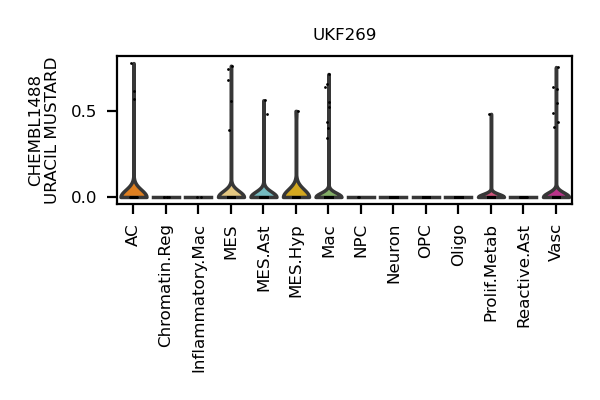 UKF269
CHEMBL1488
URACIL MUSTARD
0.5
0.0
AC
Chromatin.Reg
Inflammatory.Mac
MES
MES.Ast
MES.Hyp
Mac
NPC
Neuron
OPC
Oligo
Prolif.Metab
Reactive.Ast
Vasc